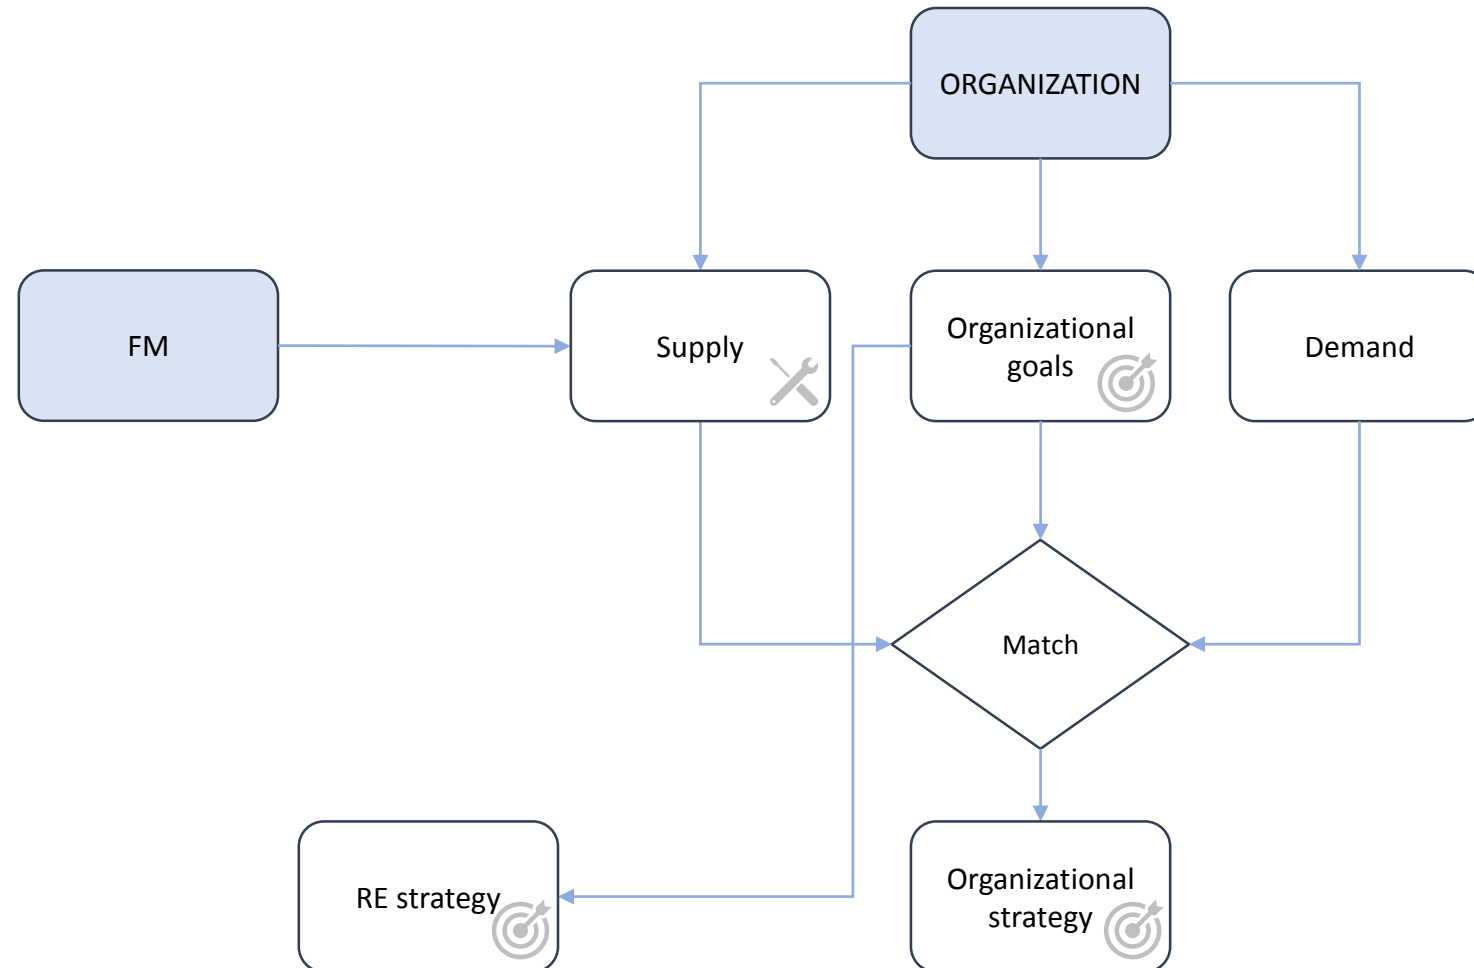 ORGANIZATION
FM
Supply
Organizational
goals
Demand
Match
RE strategy
Organizational
strategy